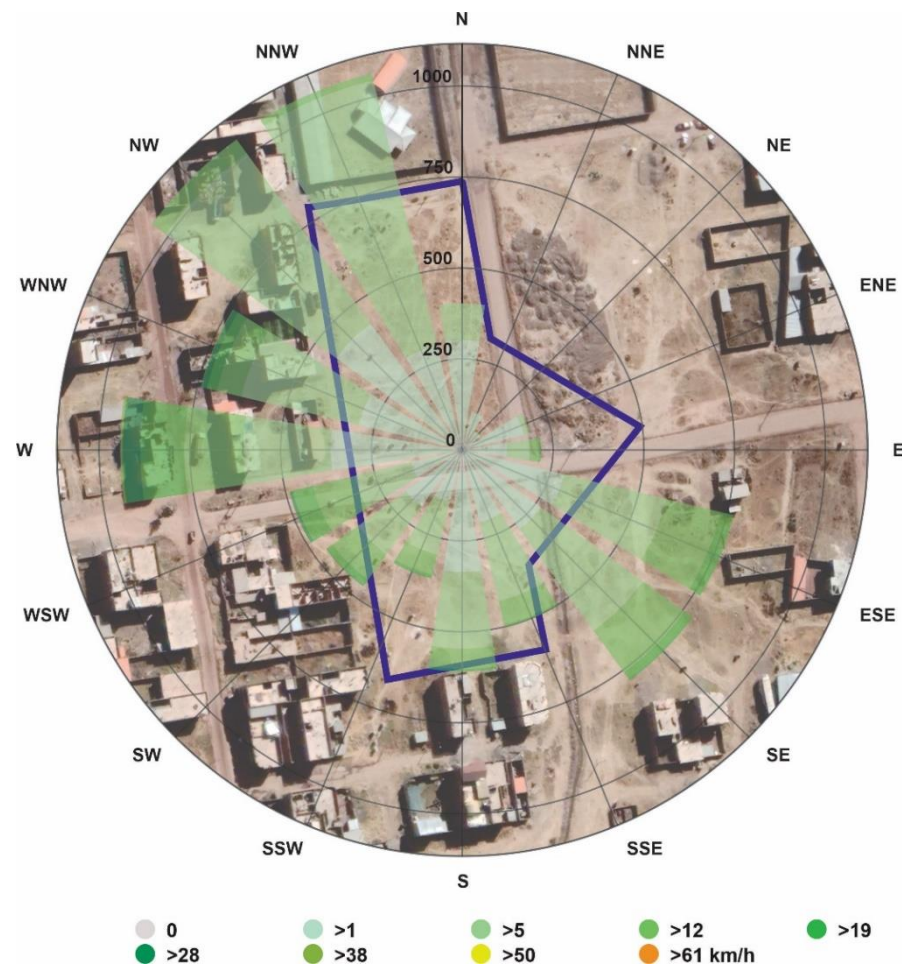 N
NNW NNE
1000
NW NE
750
500
WNW ENE
250
0
W E
WSW ESE
SW SE
SSW SSE
S
0 >1 >5 >12 >19
>28 >38 >50 >61 km/h